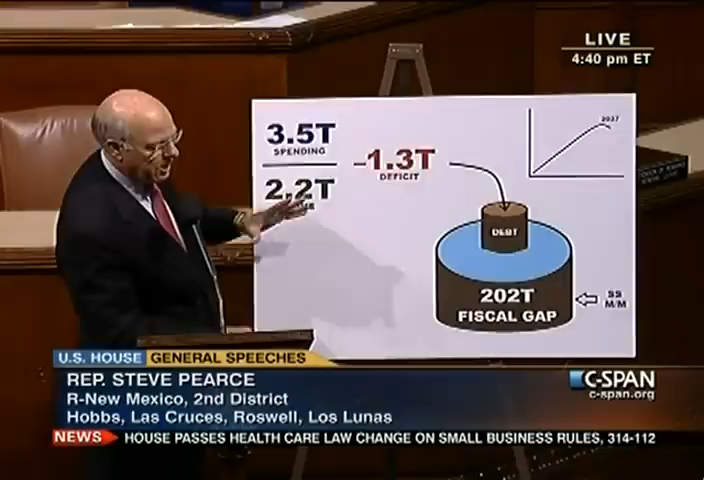 LIVE
4:40 pm ET
3.5T
SPENDING
2.2T
–1.3T
DEFICIT
2037
DEBT
202T
FISCAL GAP
SS
M/M
U.S. HOUSE GENERAL SPEECHES
REP. STEVE PEARCE
R-New Mexico, 2nd District
Hobbs, Las Cruces, Roswell, Los Lunas
C-SPAN
c-span.org
NEWS HOUSE PASSES HEALTH CARE LAW CHANGE ON SMALL BUSINESS RULES, 314-112